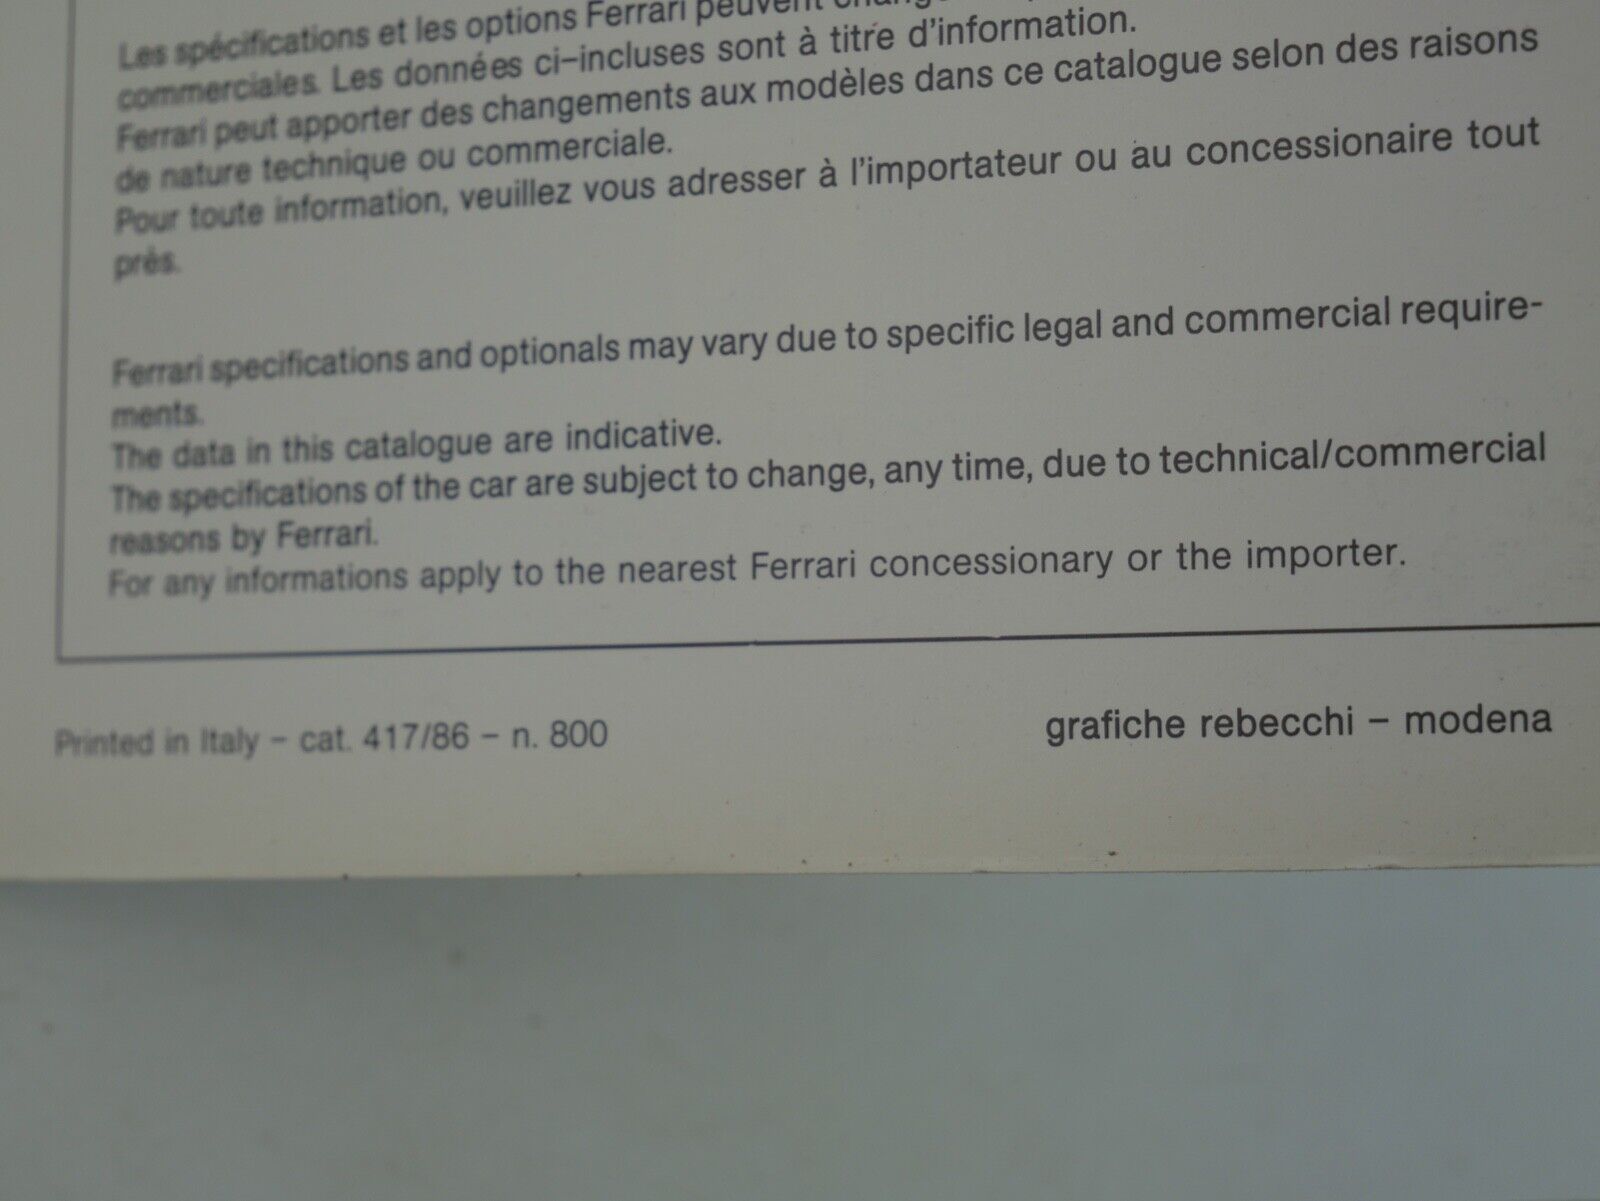 Les spécifications et les options Ferrari peuvent
commerciales. Les données ci-incluses sont à titre d'information.
Ferrari peut apporter des changements aux modèles dans ce catalogue selon des raisons
de nature technique ou commerciale.
Pour toute information, veuillez vous adresser à l'importateur ou au concessionaire tout
près.
Ferrari specifications and optionals may vary due to specific legal and commercial require-
ments.
The data in this catalogue are indicative.
The specifications of the car are subject to change, any time, due to technical/commercial
reasons by Ferrari.
For any informations apply to the nearest Ferrari concessionary or the importer.
Printed in Italy - cat. 417/86 - n. 800
grafiche rebecchi - modena